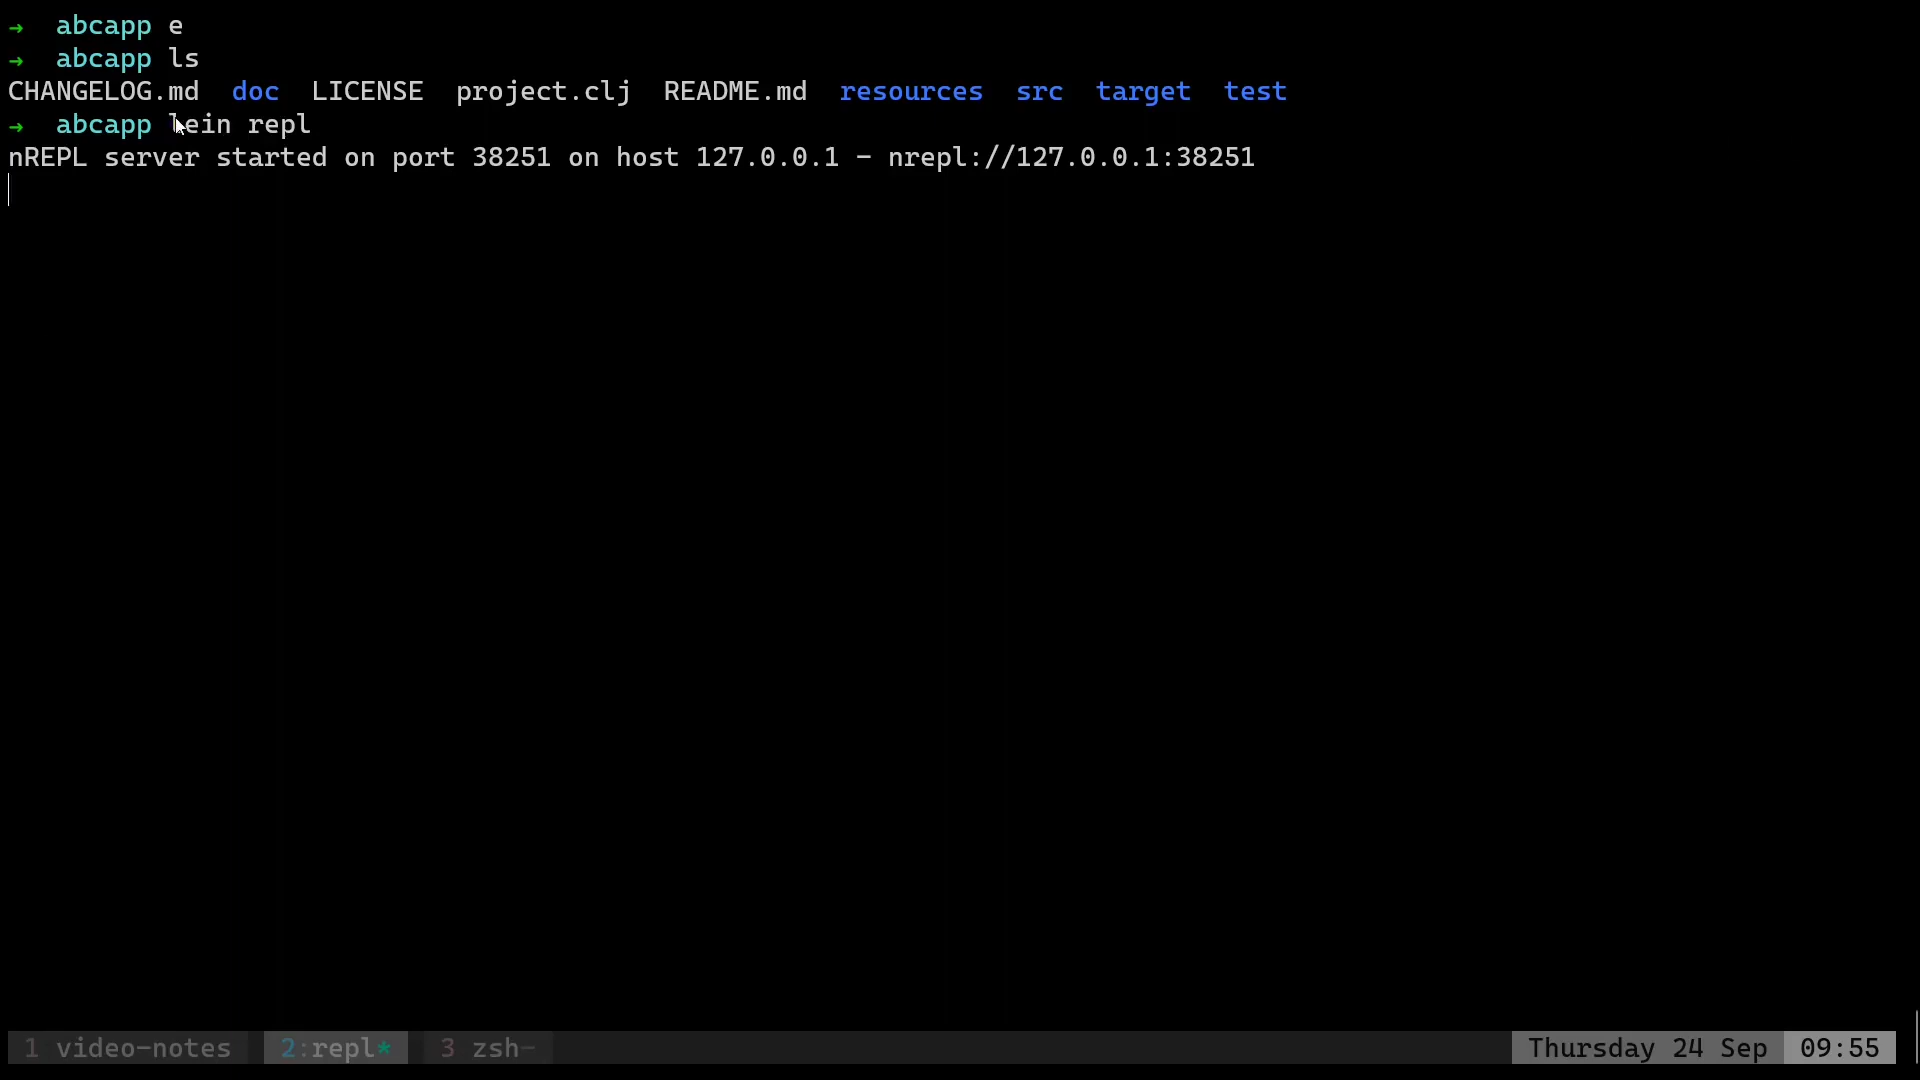 → abcapp e
→ abcapp ls
CHANGELOG.md doc LICENSE project.clj README.md resources src target test
→ abcapp lein repl
nREPL server started on port 38251 on host 127.0.0.1 - nrepl://127.0.0.1:38251
1 video-notes 2:repl* 3 zsh- Thursday 24 Sep 09:55